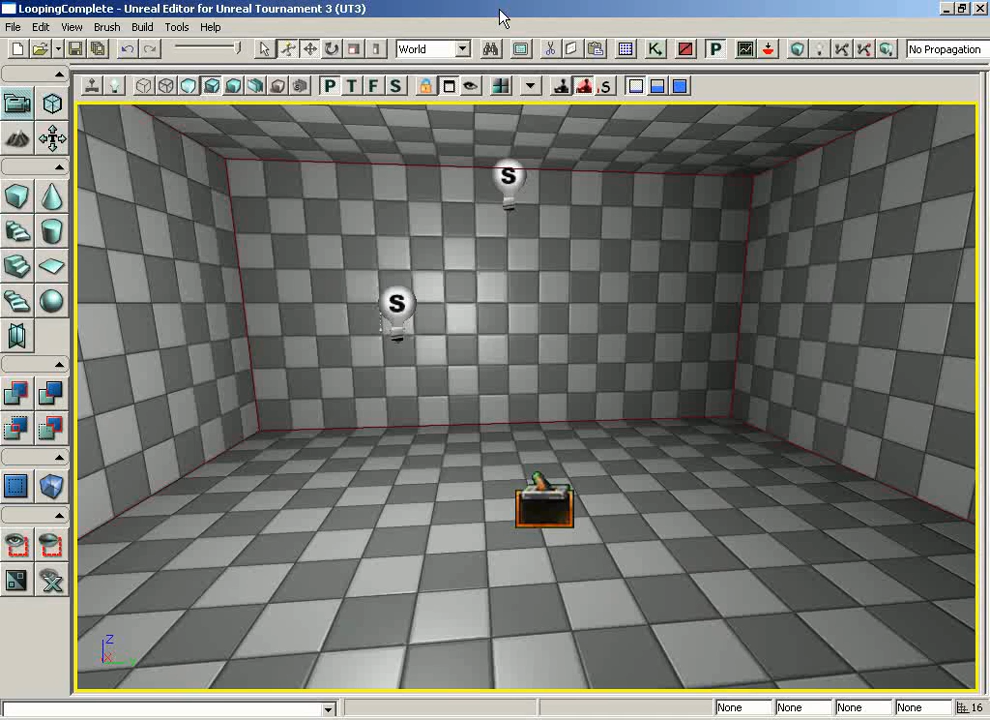 LoopingComplete - Unreal Editor for Unreal Tournament 3 (UT3)
File Edit View Brush Build Tools Help
World
K
P
No Propagation
P T F S
S
S
S
Z
X
None None None None 16